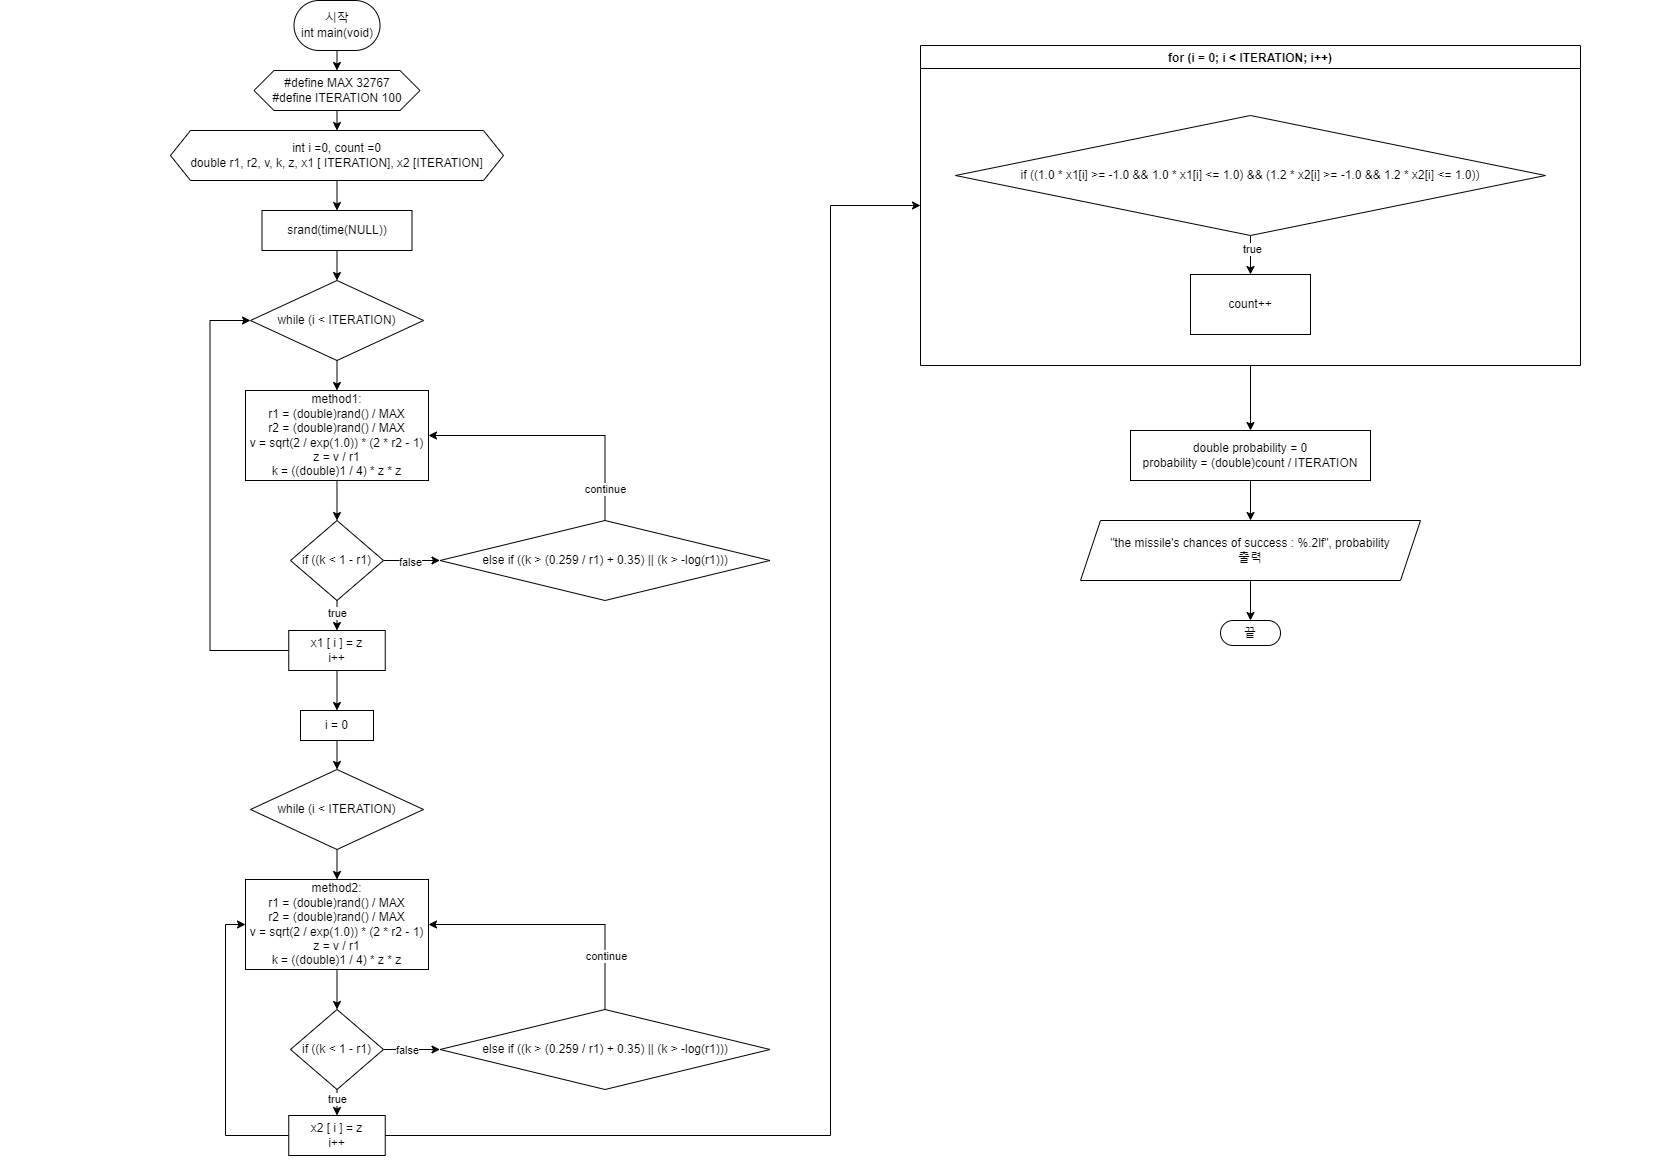 시작
int main(void)
#define MAX 32767
#define ITERATION 100
int i =0, count =0
double r1, r2, v, k, z, x1 [ ITERATION], x2 [ITERATION]
srand(time(NULL))
while (i < ITERATION)
method1:
r1 = (double)rand() / MAX
r2 = (double)rand() / MAX
v = sqrt(2 / exp(1.0)) * (2 * r2 - 1)
z = v / r1
k = ((double)1 / 4) * z * z
continue
if ((k < 1 - r1)
false
else if ((k > (0.259 / r1) + 0.35) || (k > -log(r1)))
true
x1 [ i ] = z
i++
i = 0
while (i < ITERATION)
method2:
r1 = (double)rand() / MAX
r2 = (double)rand() / MAX
v = sqrt(2 / exp(1.0)) * (2 * r2 - 1)
z = v / r1
k = ((double)1 / 4) * z * z
continue
if ((k < 1 - r1)
false
else if ((k > (0.259 / r1) + 0.35) || (k > -log(r1)))
true
x2 [ i ] = z
i++
for (i = 0; i < ITERATION; i++)
if ((1.0 * x1[i] >= -1.0 && 1.0 * x1[i] <= 1.0) && (1.2 * x2[i] >= -1.0 && 1.2 * x2[i] <= 1.0))
true
count++
double probability = 0
probability = (double)count / ITERATION
"the missile's chances of success : %.2lf", probability
출력
끝